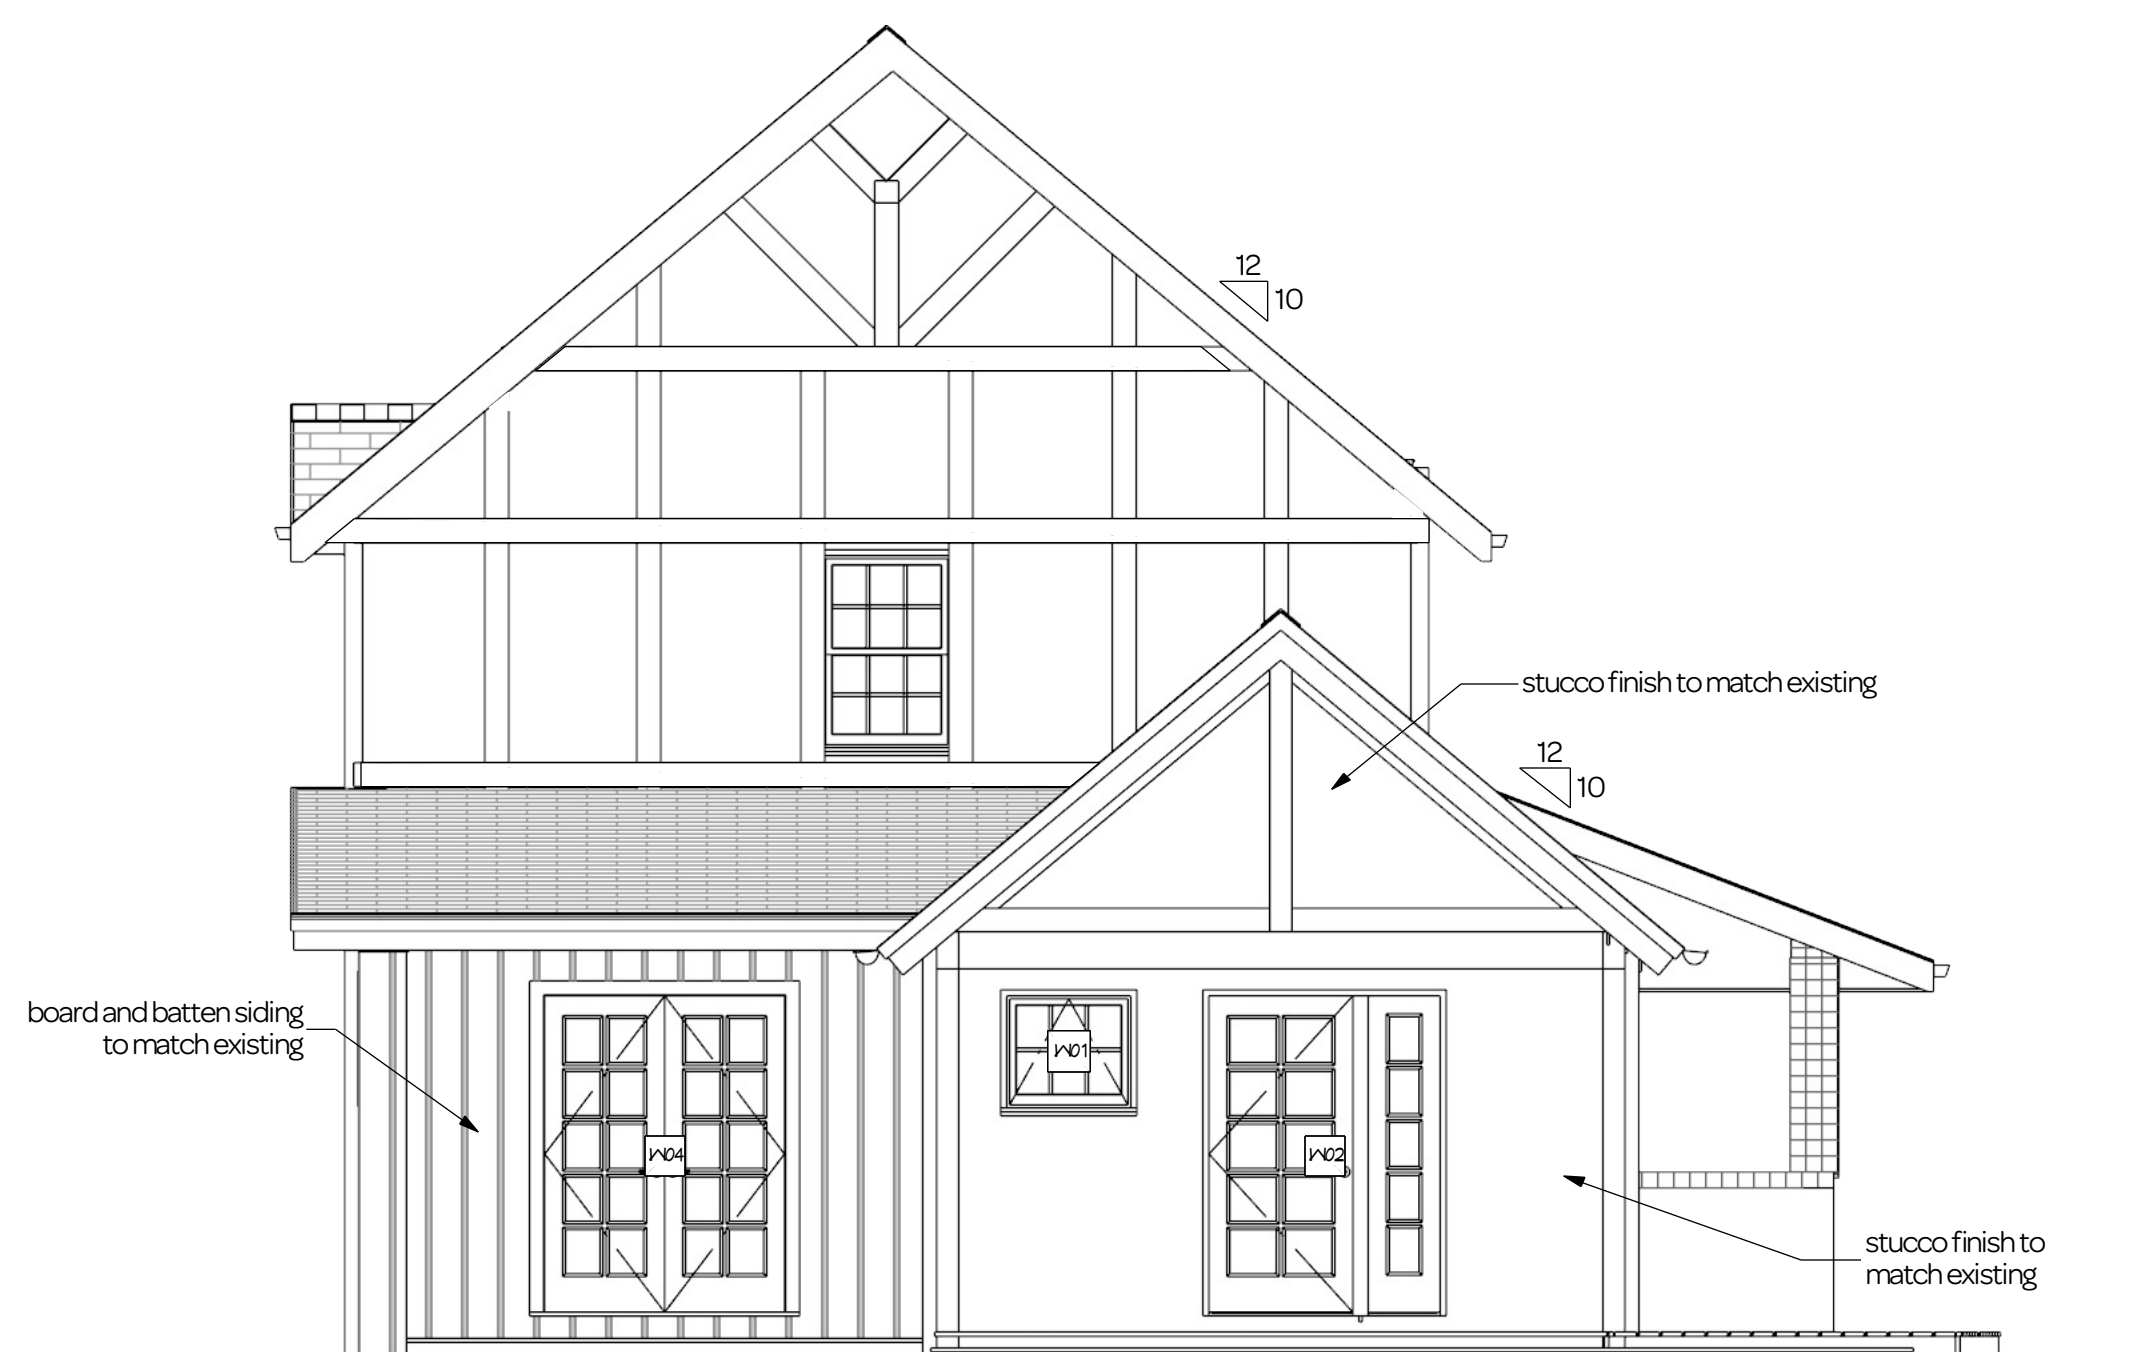 12
10
stucco finish to match existing
12
10
board and batten siding
to match existing
W01
W04
W02
stucco finish to
match existing